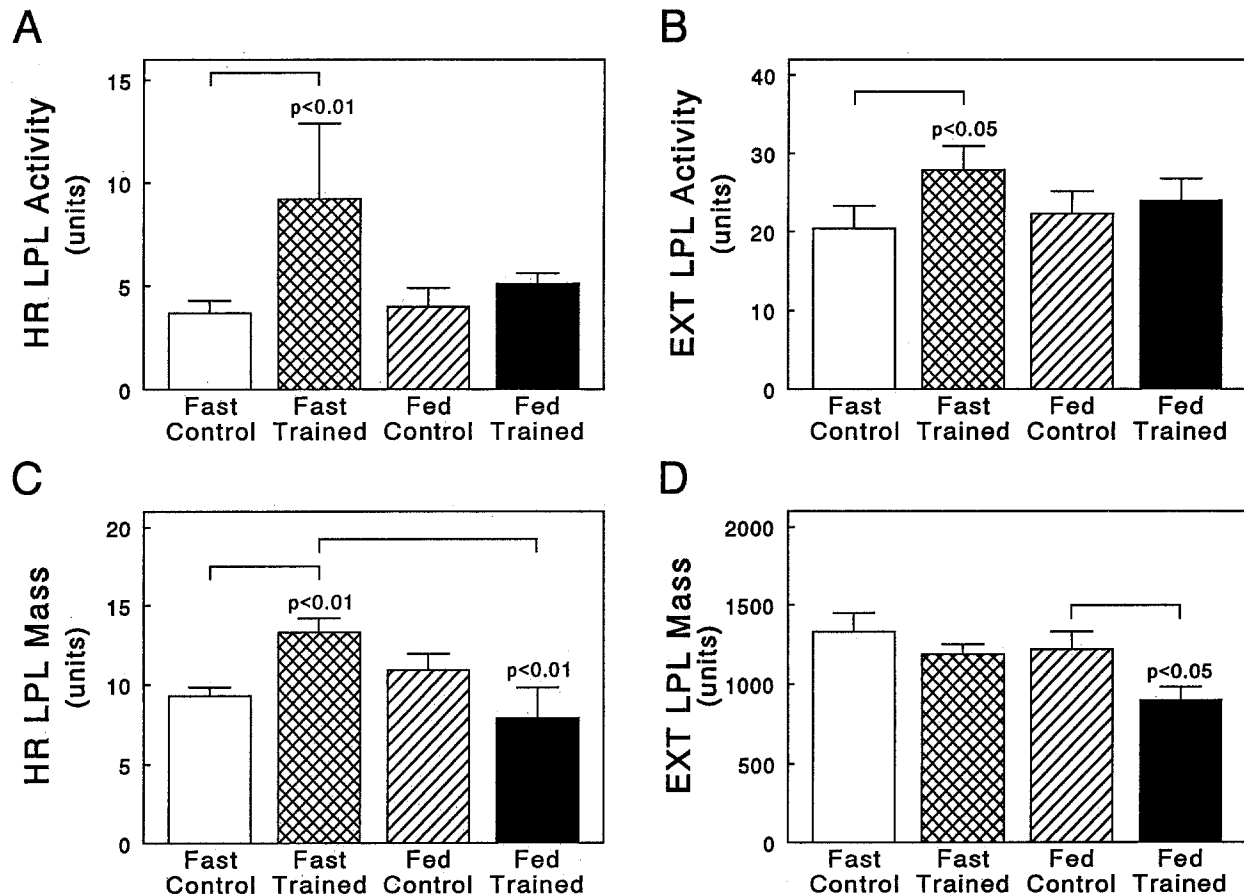 A
HR LPL Activity
(units)
15
10
5
0
p<0.01
Fast Control
Fast Trained
Fed Control
Fed Trained
B
EXT LPL Activity
(units)
40
30
20
10
0
p<0.05
Fast Control
Fast Trained
Fed Control
Fed Trained
C
HR LPL Mass
(units)
20
15
10
5
0
p<0.01
p<0.01
Fast Control
Fast Trained
Fed Control
Fed Trained
D
EXT LPL Mass
(units)
2000
1500
1000
500
0
p<0.05
Fast Control
Fast Trained
Fed Control
Fed Trained